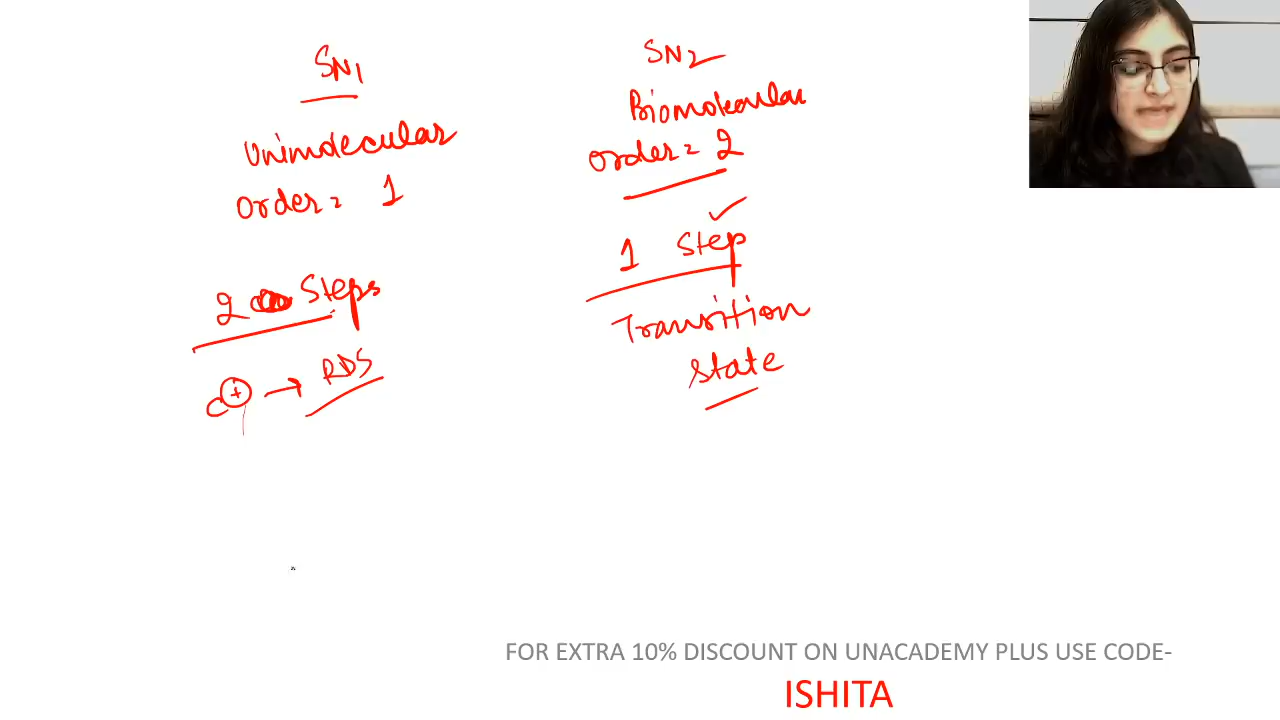 SN1
Unimolecular
Order = 1
2 Steps
C+ → RDS
SN2
Biomolecular
Order = 2
1 Step ✓
Transition
State
FOR EXTRA 10% DISCOUNT ON UNACADEMY PLUS USE CODE-
ISHITA